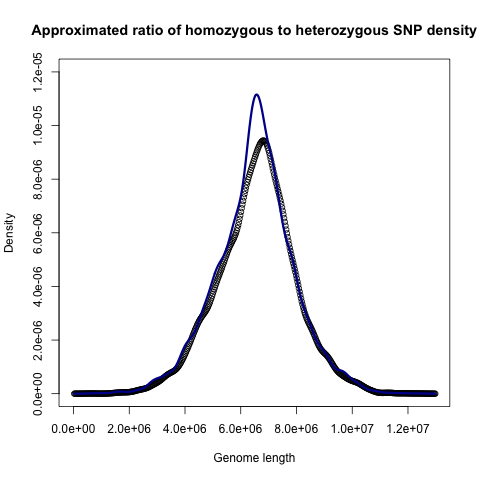 Approximated ratio of homozygous to heterozygous SNP density
1.2e-05
1.0e-05
8.0e-06
6.0e-06
4.0e-06
2.0e-06
0.0e+00
Density
0.0e+00 2.0e+06 4.0e+06 6.0e+06 8.0e+06 1.0e+07 1.2e+07
Genome length